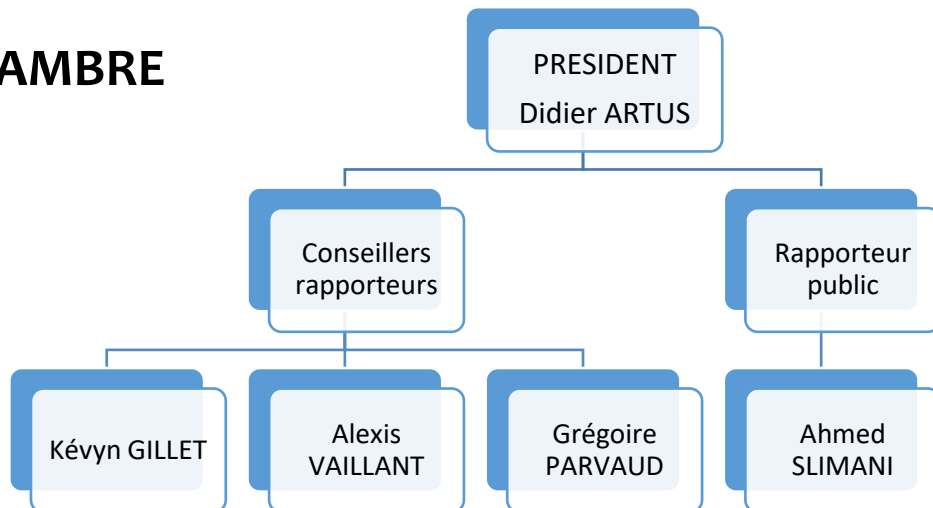 AMBRE
PRESIDENT
Didier ARTUS
Conseillers
rapporteurs
Rapporteur
public
Kévyn GILLET
Alexis
VAILLANT
Grégoire
PARVAUD
Ahmed
SLIMANI